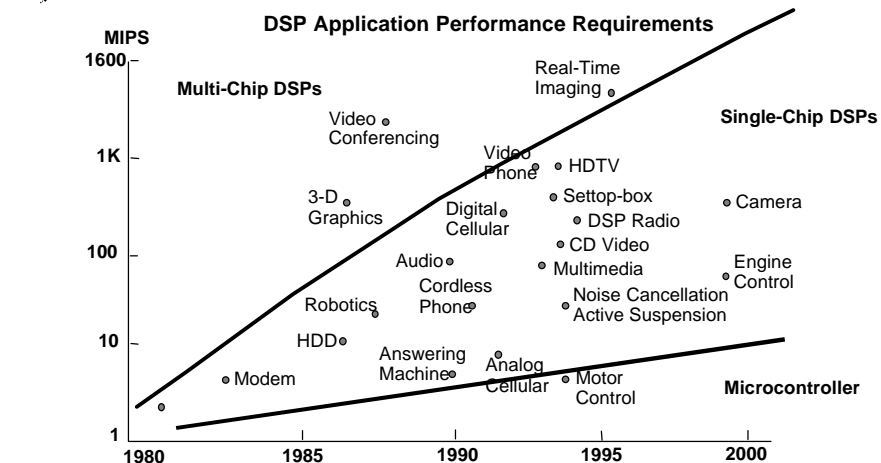 DSP Application Performance Requirements
MIPS
1600
Real-Time
Imaging
Multi-Chip DSPs
Video
Conferencing
Single-Chip DSPs
1K
Video
Phone
HDTV
3-D
Graphics
Settop-box
Camera
Digital
Cellular
DSP Radio
CD Video
100
Audio
Multimedia
Engine
Control
Cordless
Phone
Noise Cancellation
Active Suspension
Robotics
10
HDD
Answering
Machine
Analog
Cellular
Modem
Motor
Control
Microcontroller
1
1980
1985
1990
1995
2000